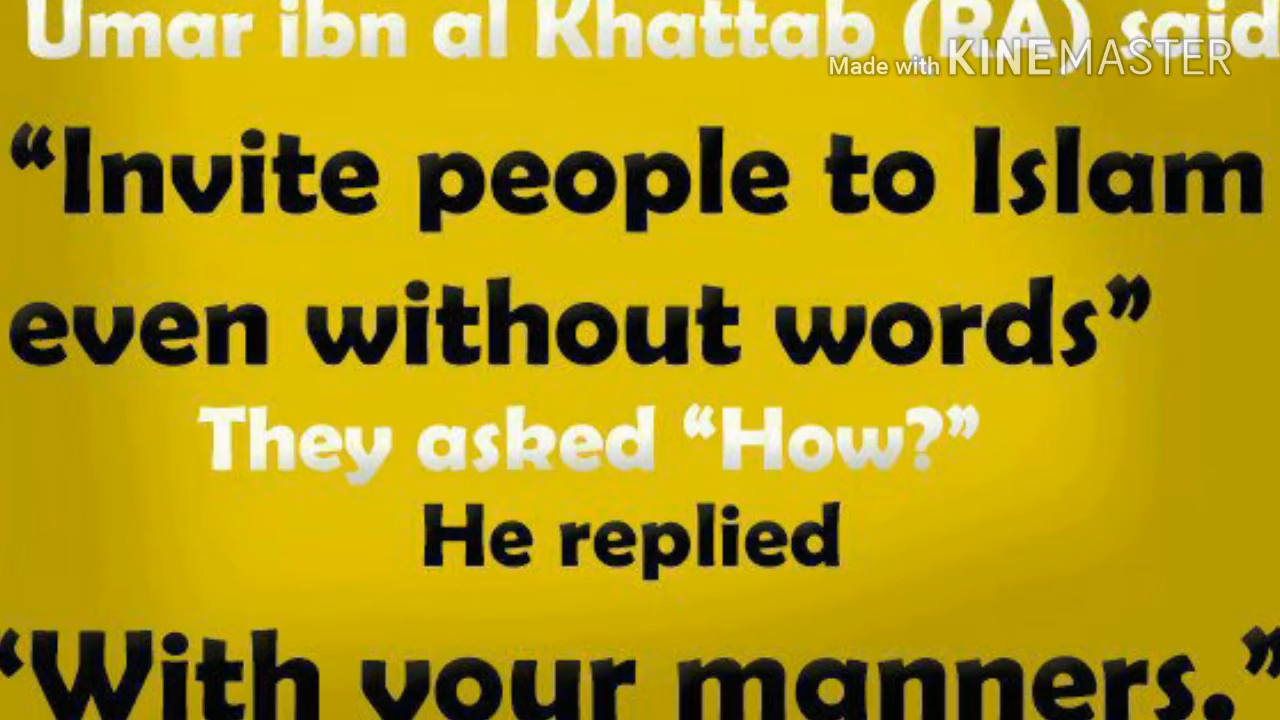 Umar ibn al Khattab (RA) said
Made with KINEMASTER
“Invite people to Islam
even without words”
They asked “How?”
He replied
“With your manners.”